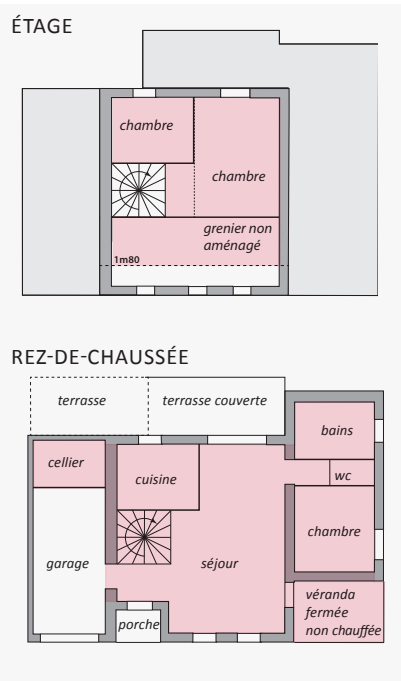 ÉTAGE
chambre
chambre
grenier non
aménagé
1m80
REZ-DE-CHAUSSÉE
terrasse
terrasse couverte
bains
cellier
cuisine
wc
chambre
garage
séjour
véranda
fermée
non chauffée
porche